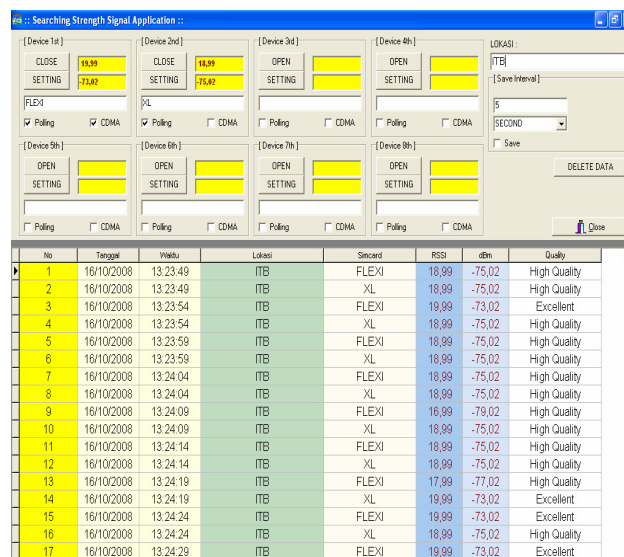 :: Searching Strength Signal Application ::
[ Device 1st ] [ Device 2nd ] [ Device 3rd ] [ Device 4th ] LOKASI :
CLOSE 19,99 CLOSE 18,99 OPEN OPEN ITB
SETTING -73,02 SETTING -75,02 SETTING SETTING [ Save Interval ]
FLEXI XL 5
Polling CDMA Polling CDMA Polling CDMA Polling CDMA SECOND
[ Device 5th ] [ Device 6th ] [ Device 7th ] [ Device 8th ] Save
OPEN OPEN OPEN OPEN DELETE DATA
SETTING SETTING SETTING SETTING
Polling CDMA Polling CDMA Polling CDMA Polling CDMA Close
No Tanggal Waktu Lokasi Simcard RSSI dBm Quality
1 16/10/2008 13:23:49 ITB FLEXI 18,99 -75,02 High Quality
2 16/10/2008 13:23:49 ITB XL 18,99 -75,02 High Quality
3 16/10/2008 13:23:54 ITB FLEXI 19,99 -73,02 Excellent
4 16/10/2008 13:23:54 ITB XL 18,99 -75,02 High Quality
5 16/10/2008 13:23:59 ITB FLEXI 18,99 -75,02 High Quality
6 16/10/2008 13:23:59 ITB XL 18,99 -75,02 High Quality
7 16/10/2008 13:24:04 ITB FLEXI 18,99 -75,02 High Quality
8 16/10/2008 13:24:04 ITB XL 18,99 -75,02 High Quality
9 16/10/2008 13:24:09 ITB FLEXI 16,99 -79,02 High Quality
10 16/10/2008 13:24:09 ITB XL 18,99 -75,02 High Quality
11 16/10/2008 13:24:14 ITB FLEXI 18,99 -75,02 High Quality
12 16/10/2008 13:24:14 ITB XL 18,99 -75,02 High Quality
13 16/10/2008 13:24:19 ITB FLEXI 17,99 -77,02 High Quality
14 16/10/2008 13:24:19 ITB XL 19,99 -73,02 Excellent
15 16/10/2008 13:24:24 ITB FLEXI 19,99 -73,02 Excellent
16 16/10/2008 13:24:24 ITB XL 18,99 -75,02 High Quality
17 16/10/2008 13:24:29 ITB FLEXI 19,99 -73,02 Excellent